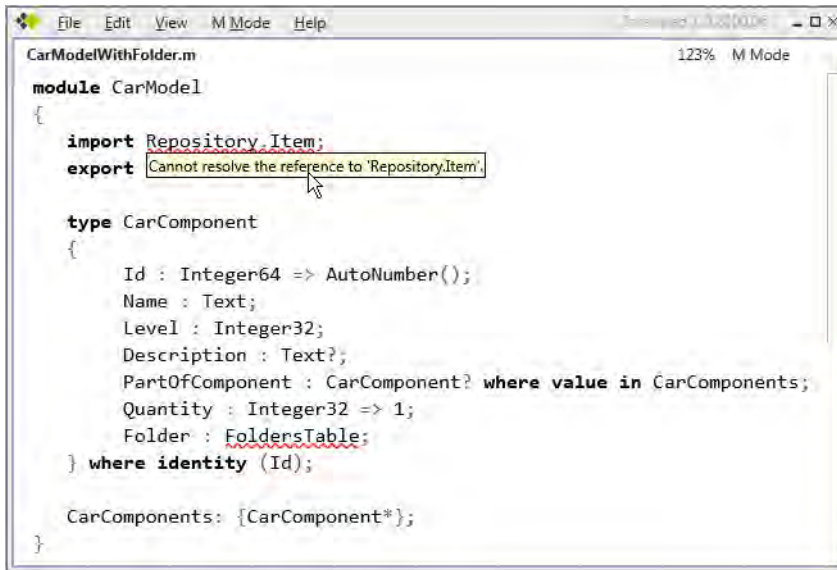 File Edit View M Mode Help
CarModelWithFolder.m 123% M Mode
module CarModel
{
import Repository.Item;
export
Cannot resolve the reference to 'Repository.Item'.
type CarComponent
{
Id : Integer64 => AutoNumber();
Name : Text;
Level : Integer32;
Description : Text?;
PartOfComponent : CarComponent? where value in CarComponents;
Quantity : Integer32 => 1;
Folder : FoldersTable;
} where identity (Id);
CarComponents: {CarComponent*};
}